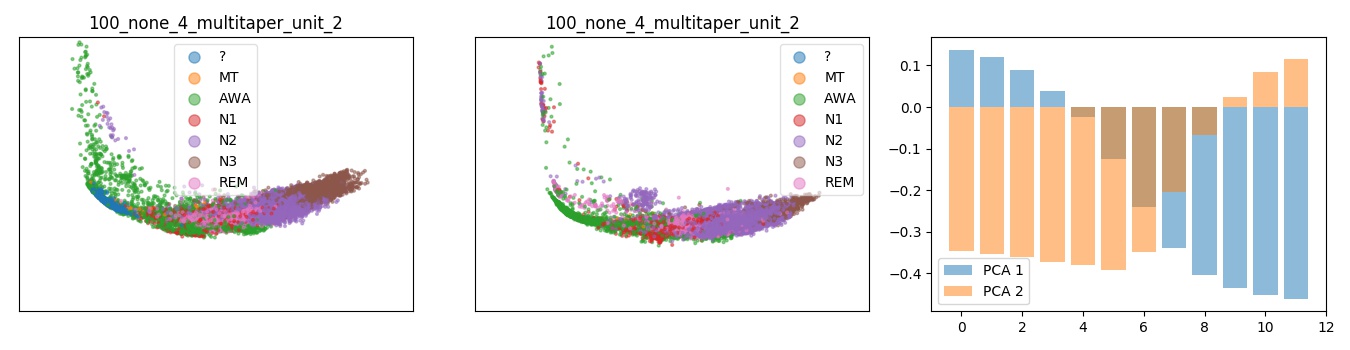 100_none_4_multitaper_unit_2
?
MT
AWA
N1
N2
N3
REM
100_none_4_multitaper_unit_2
?
MT
AWA
N1
N2
N3
REM
0.1
0.0
−0.1
−0.2
−0.3
−0.4
PCA 1
PCA 2
0 2 4 6 8 10 12